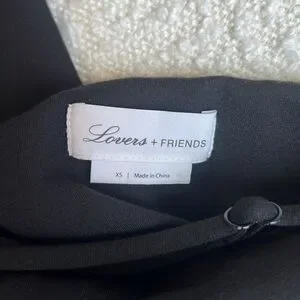 Lovers + FRIENDS
XS | Made in China